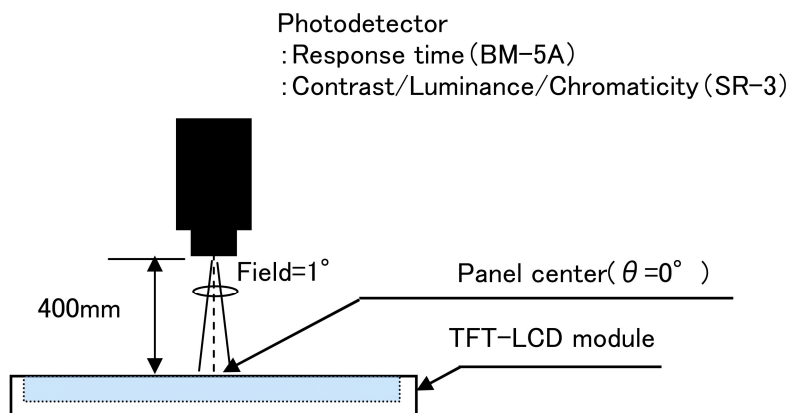 Photodetector
:Response time(BM-5A)
:Contrast/Luminance/Chromaticity(SR-3)
Field=1°
Panel center(θ=0° )
400mm
TFT-LCD module